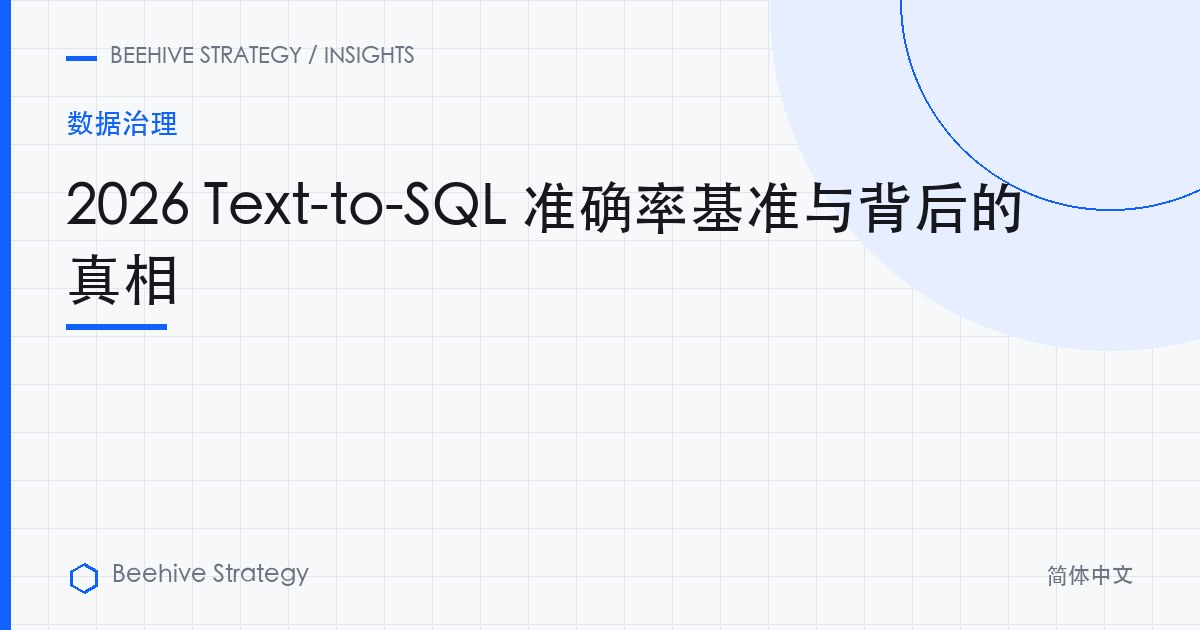 BEEHIVE STRATEGY / INSIGHTS
数据治理
2026 Text-to-SQL 准确率基准与背后的
真相
Beehive Strategy
简体中文